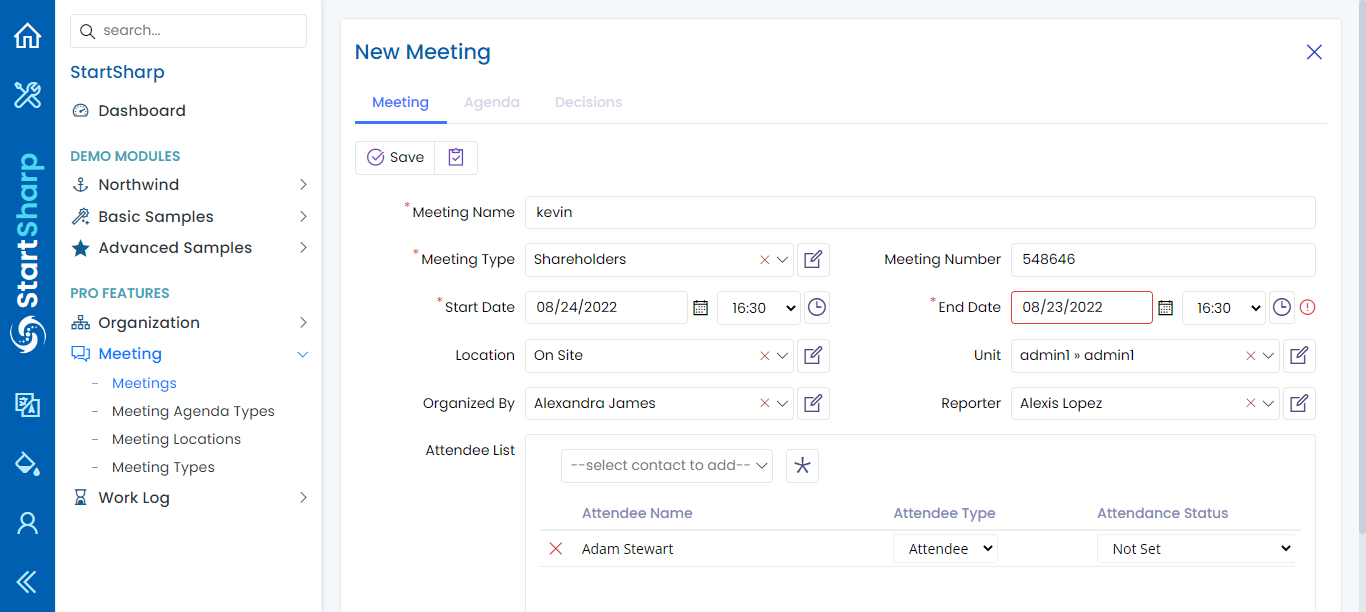 search...
StartSharp
Dashboard
DEMO MODULES
Northwind
Basic Samples
Advanced Samples
PRO FEATURES
Organization
Meeting
Meetings
Meeting Agenda Types
Meeting Locations
Meeting Types
Work Log
StartSharp
New Meeting
Meeting Agenda Decisions
Save
*Meeting Name kevin
*Meeting Type Shareholders Meeting Number 548646
*Start Date 08/24/2022 16:30 *End Date 08/23/2022 16:30
Location On Site Unit admin1 » admin1
Organized By Alexandra James Reporter Alexis Lopez
Attendee List
--select contact to add--
Attendee Name Attendee Type Attendance Status
Adam Stewart Attendee Not Set